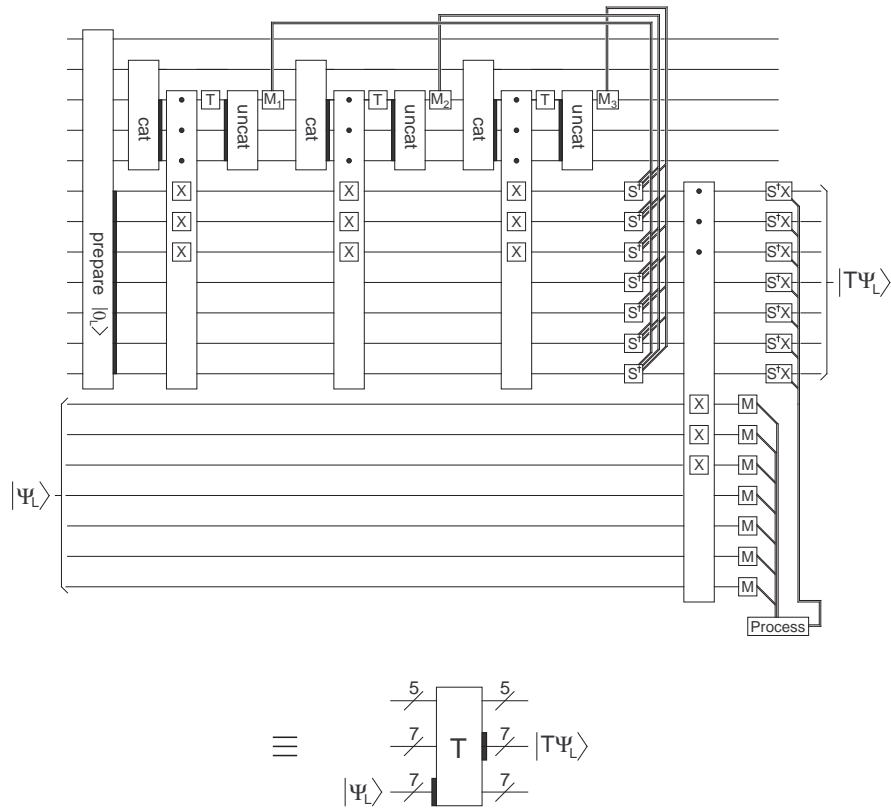 cat
T
uncat
M₁
cat
T
uncat
M₂
cat
T
uncat
M₃
prepare |0_L⟩
X X X S† S†X
X X X S† S†X
X X X S† S†X
S† S†X
S† S†X
S† S†X
S† S†X
|TΨ_L⟩
|Ψ_L⟩
X M
X M
X M
M
M
M
M
Process
≡
5 5
7 T 7 |TΨ_L⟩
|Ψ_L⟩ 7 7